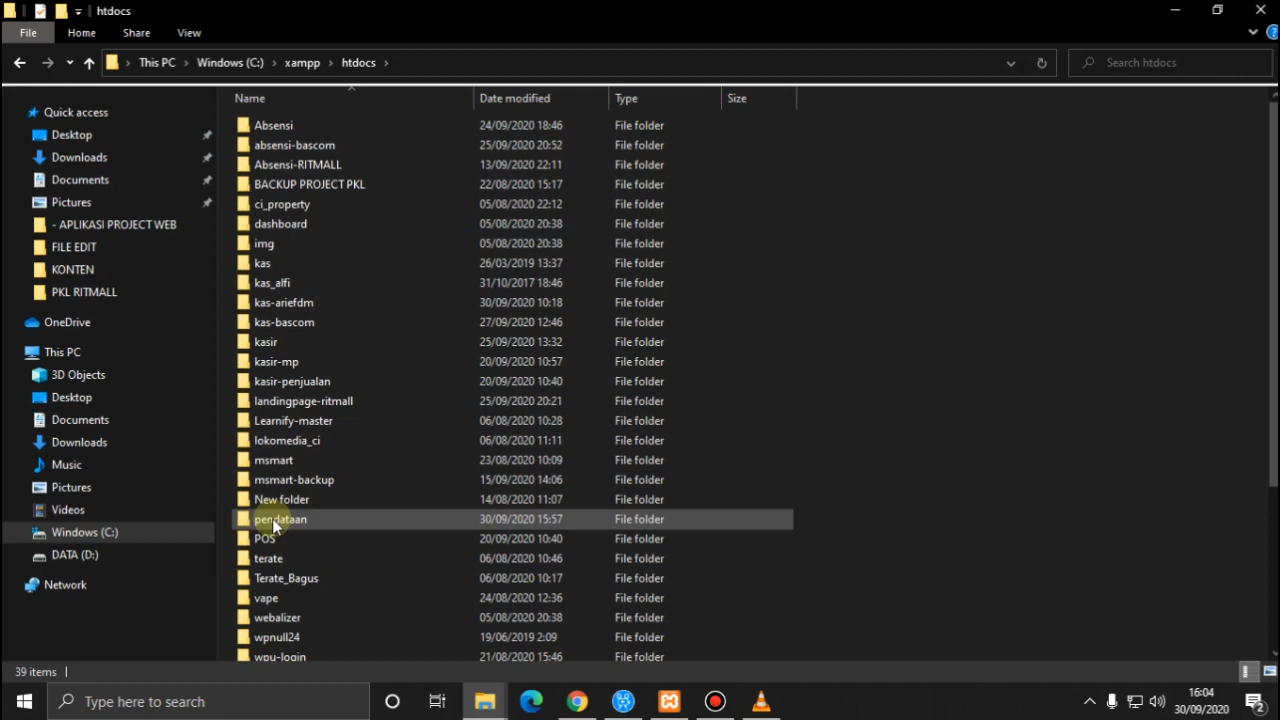 htdocs
File Home Share View
This PC Windows (C:) xampp htdocs Search htdocs
Name Date modified Type Size
Quick access
Desktop
Downloads
Documents
Pictures
- APLIKASI PROJECT WEB
FILE EDIT
KONTEN
PKL RITMALL
OneDrive
This PC
3D Objects
Desktop
Documents
Downloads
Music
Pictures
Videos
Windows (C:)
DATA (D:)
Network
Absensi 24/09/2020 18:46 File folder
absensi-bascom 25/09/2020 20:52 File folder
Absensi-RITMALL 13/09/2020 22:11 File folder
BACKUP PROJECT PKL 22/08/2020 15:17 File folder
ci_property 05/08/2020 22:12 File folder
dashboard 05/08/2020 20:38 File folder
img 05/08/2020 20:38 File folder
kas 26/03/2019 13:37 File folder
kas_alfi 31/10/2017 18:46 File folder
kas-ariefdm 30/09/2020 10:18 File folder
kas-bascom 27/09/2020 12:46 File folder
kasir 25/09/2020 13:32 File folder
kasir-mp 20/09/2020 10:57 File folder
kasir-penjualan 20/09/2020 10:40 File folder
landingpage-ritmall 25/09/2020 20:21 File folder
Learnify-master 06/08/2020 10:28 File folder
lokomedia_ci 06/08/2020 11:11 File folder
msmart 23/08/2020 10:09 File folder
msmart-backup 15/09/2020 14:06 File folder
New folder 14/08/2020 11:07 File folder
pendataan 30/09/2020 15:57 File folder
POS 20/09/2020 10:40 File folder
terate 06/08/2020 10:46 File folder
Terate_Bagus 06/08/2020 10:17 File folder
vape 24/08/2020 12:36 File folder
webalizer 05/08/2020 20:38 File folder
wpnull24 19/06/2019 2:09 File folder
wpu-login 21/08/2020 15:46 File folder
39 items
Type here to search
16:04
30/09/2020
2